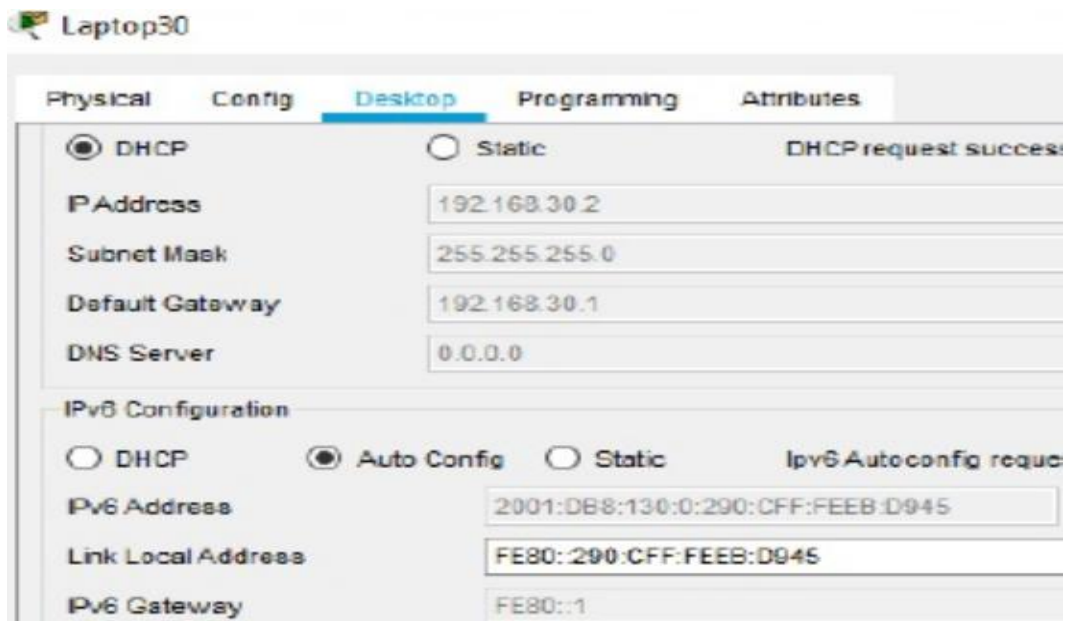 Laptop30
Physical Config Desktop Programming Attributes
DHCP Static DHCP request success
IP Address 192.168.30.2
Subnet Mask 255.255.255.0
Default Gateway 192.168.30.1
DNS Server 0.0.0.0
IPv6 Configuration
DHCP Auto Config Static Ipv6 Autoconfig reque
IPv6 Address 2001:DB8:130:0:290:CFF:FEEB:D945
Link Local Address FE80::290:CFF:FEEB:D945
IPv6 Gateway FE80::1